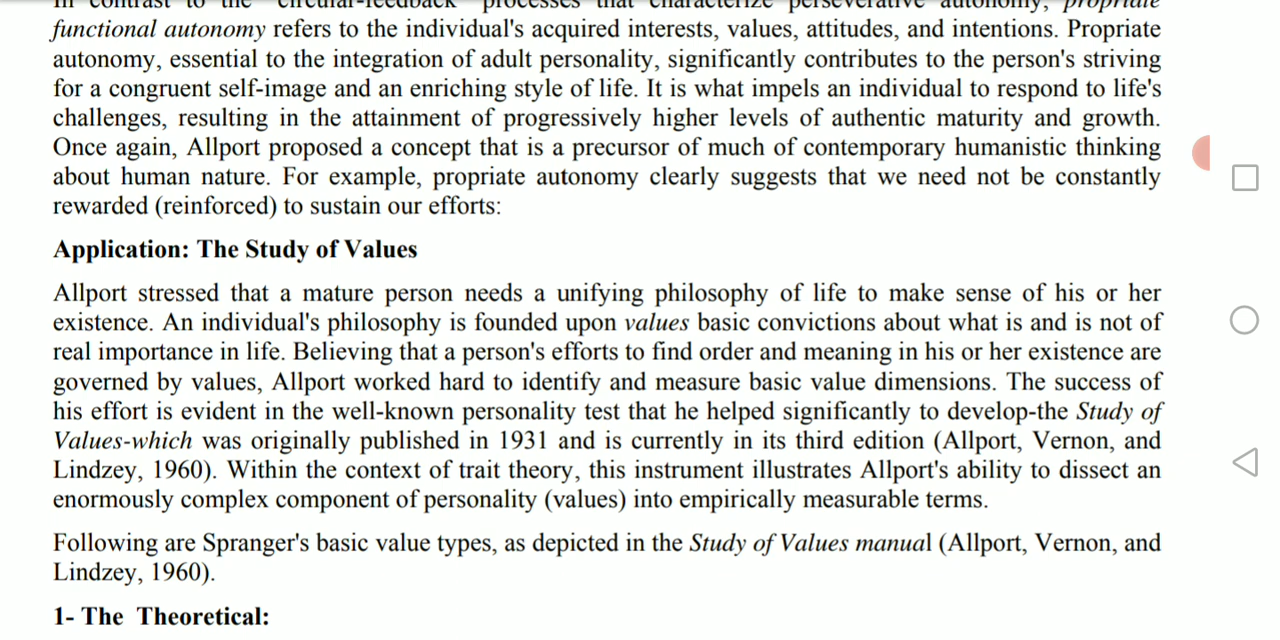 In contrast to the "circular-feedback" processes that characterize perseverative autonomy, propriate
functional autonomy refers to the individual's acquired interests, values, attitudes, and intentions. Propriate
autonomy, essential to the integration of adult personality, significantly contributes to the person's striving
for a congruent self-image and an enriching style of life. It is what impels an individual to respond to life's
challenges, resulting in the attainment of progressively higher levels of authentic maturity and growth.
Once again, Allport proposed a concept that is a precursor of much of contemporary humanistic thinking
about human nature. For example, propriate autonomy clearly suggests that we need not be constantly
rewarded (reinforced) to sustain our efforts:
Application: The Study of Values
Allport stressed that a mature person needs a unifying philosophy of life to make sense of his or her
existence. An individual's philosophy is founded upon values basic convictions about what is and is not of
real importance in life. Believing that a person's efforts to find order and meaning in his or her existence are
governed by values, Allport worked hard to identify and measure basic value dimensions. The success of
his effort is evident in the well-known personality test that he helped significantly to develop-the Study of
Values-which was originally published in 1931 and is currently in its third edition (Allport, Vernon, and
Lindzey, 1960). Within the context of trait theory, this instrument illustrates Allport's ability to dissect an
enormously complex component of personality (values) into empirically measurable terms.
Following are Spranger's basic value types, as depicted in the Study of Values manual (Allport, Vernon, and
Lindzey, 1960).
1- The Theoretical: